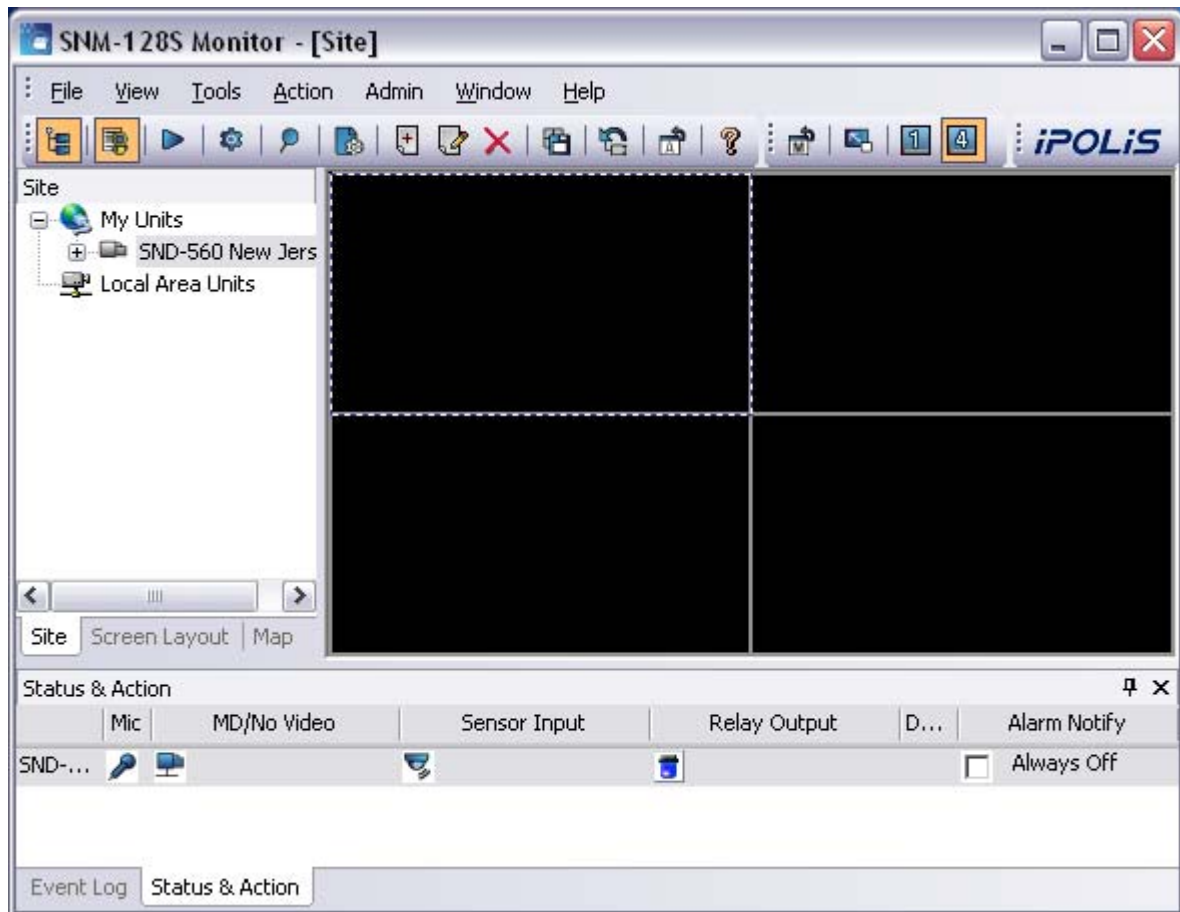 SNM-128S Monitor - [Site]
File View Tools Action Admin Window Help
A M 1 4 iPOLiS
Site
My Units
SND-560 New Jers
Local Area Units
Site Screen Layout Map
Status & Action
Mic MD/No Video Sensor Input Relay Output D... Alarm Notify
SND-... Always Off
Event Log Status & Action